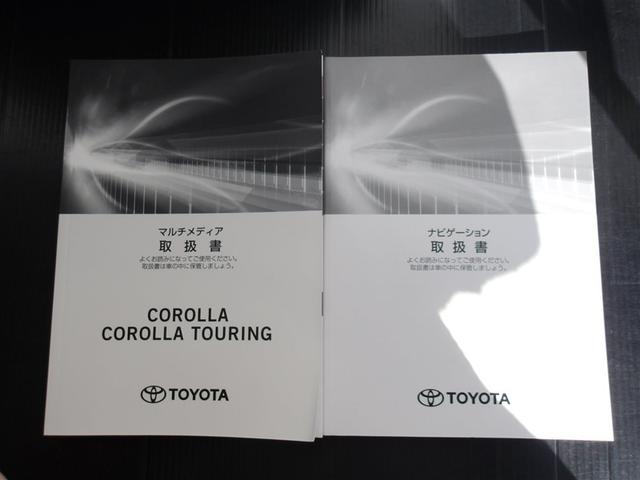 マルチメディア
取扱書
よくお読みになってご使用ください。
取扱書は車の中に保管しましょう。
COROLLA
COROLLA TOURING
TOYOTA
ナビゲーション
取扱書
よくお読みになってご使用ください。
取扱書は車の中に保管しましょう。
TOYOTA